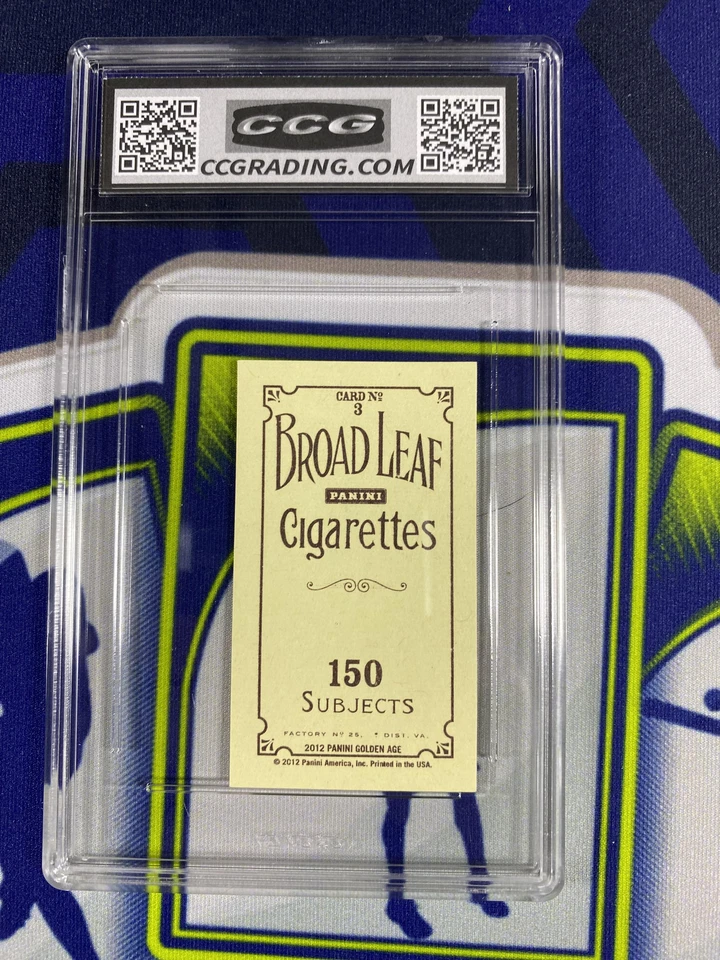 CCG
CCGRADING.COM
CARD Nº
3
BROAD LEAF
PANINI
Cigarettes
150
SUBJECTS
FACTORY Nº 25, * DIST. VA.
2012 PANINI GOLDEN AGE
© 2012 Panini America, Inc. Printed in the USA.